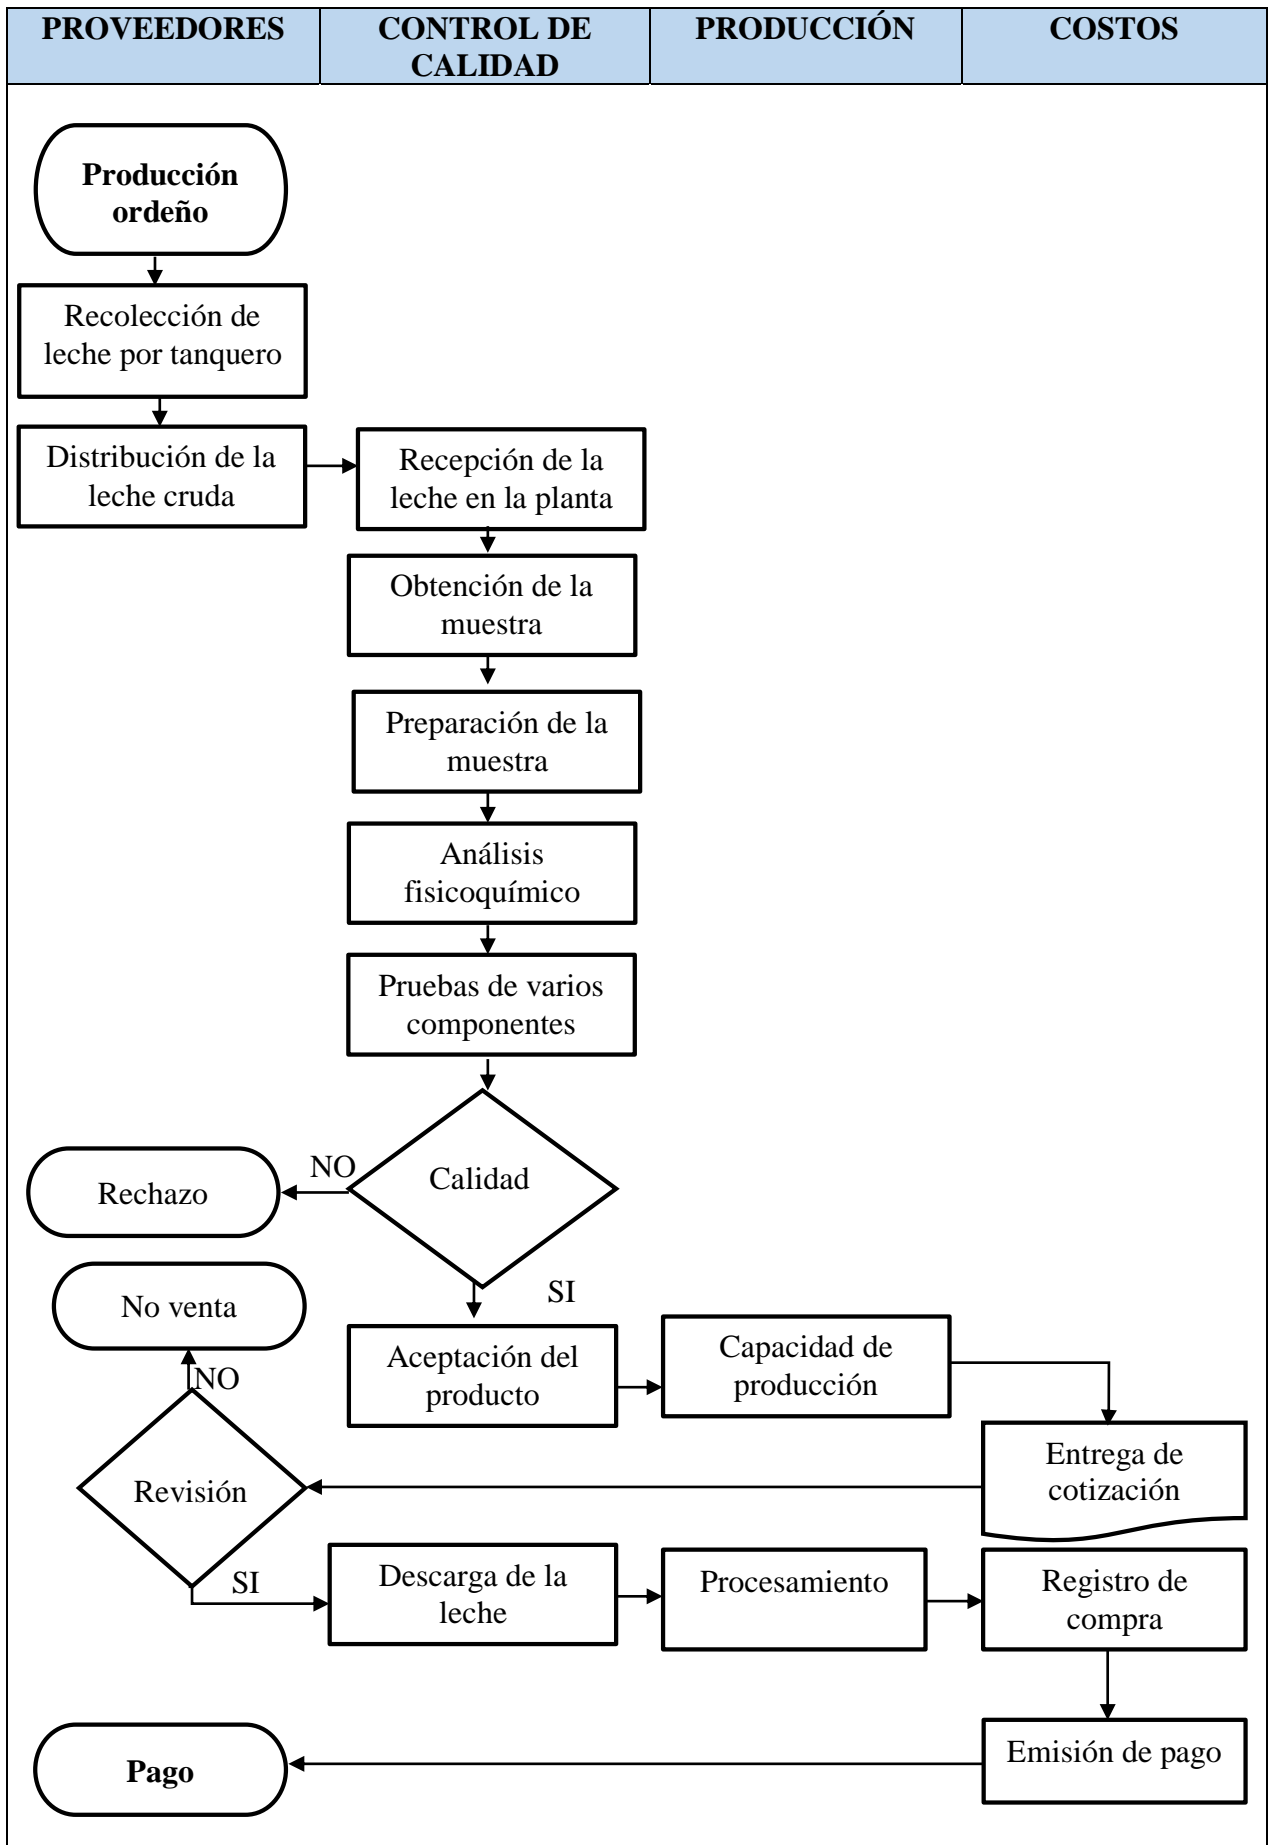 PROVEEDORES
CONTROL DE
CALIDAD
PRODUCCIÓN
COSTOS
Producción
ordeño
Recolección de
leche por tanquero
Distribución de la
leche cruda
Recepción de la
leche en la planta
Obtención de la
muestra
Preparación de la
muestra
Análisis
fisicoquímico
Pruebas de varios
componentes
Calidad
NO
Rechazo
SI
Aceptación del
producto
Capacidad de
producción
Entrega de
cotización
Revisión
NO
No venta
SI
Descarga de la
leche
Procesamiento
Registro de
compra
Emisión de pago
Pago